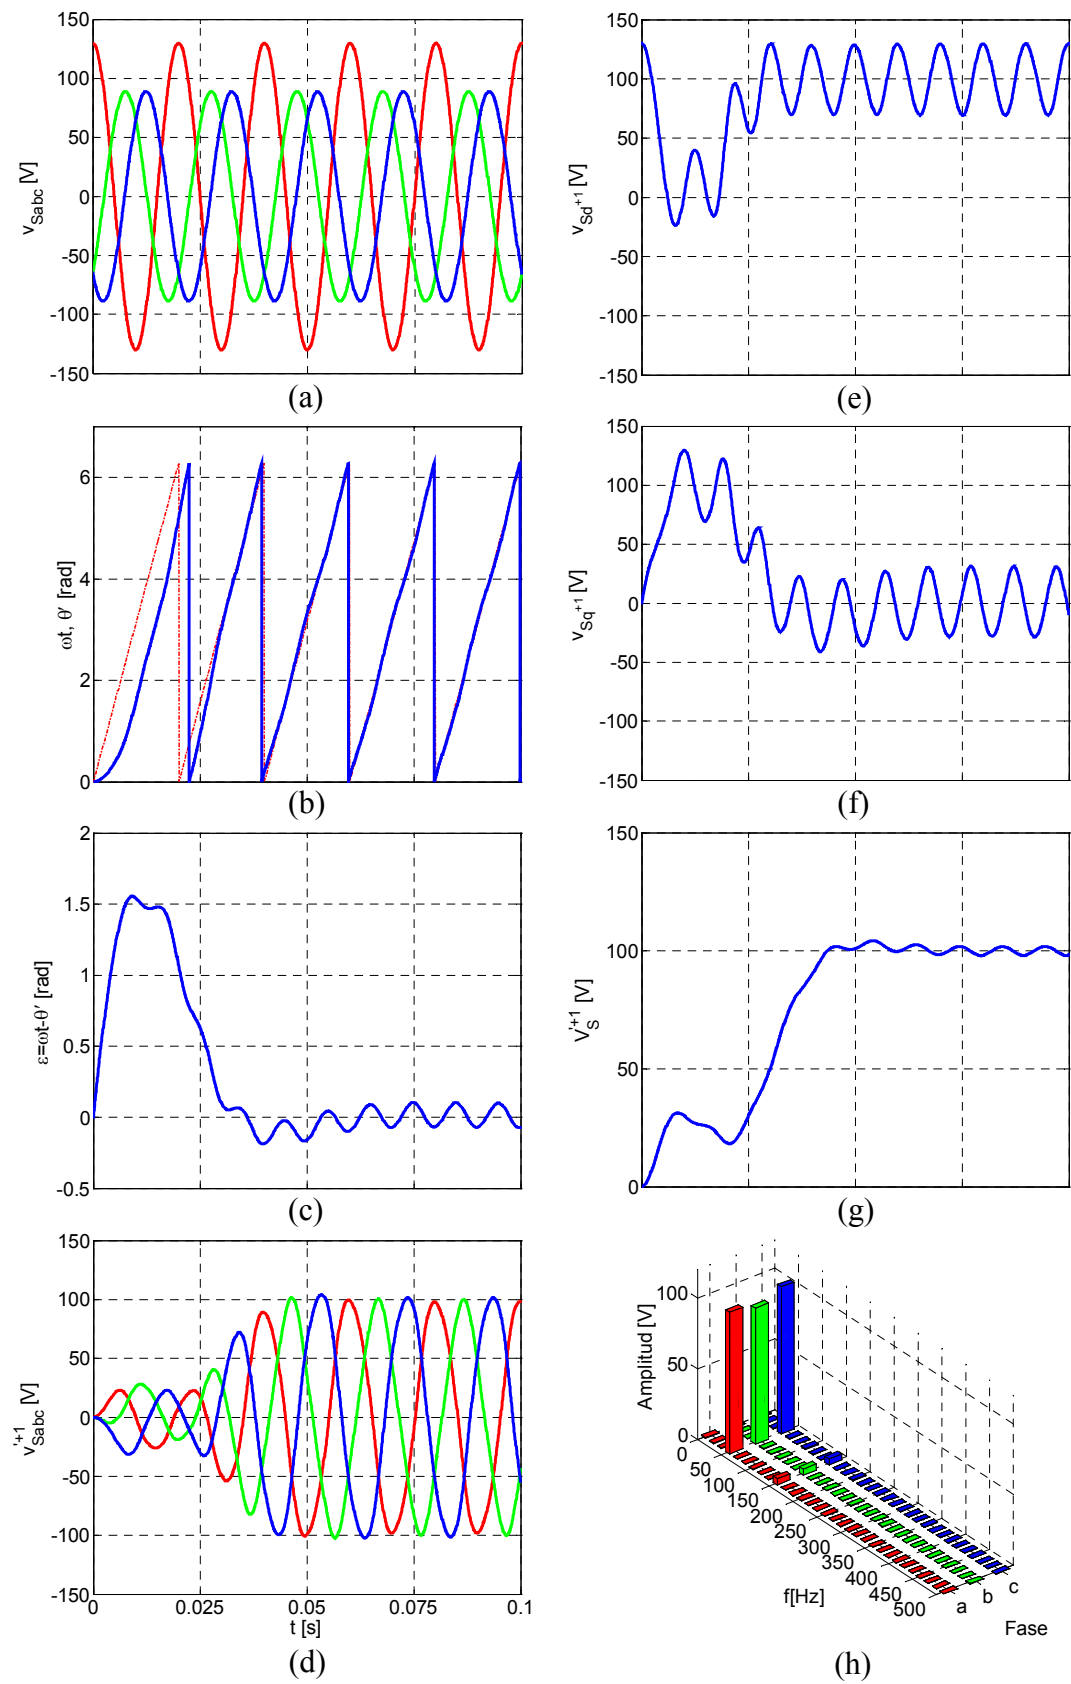 150
100
50
0
-50
-100
-150
v_Sabc [V]
(a)
150
100
50
0
-50
-100
-150
v_Sd^+1 [V]
(e)
6
4
2
0
ωt, θ' [rad]
(b)
150
100
50
0
-50
-100
-150
v_Sq^+1 [V]
(f)
2
1.5
1
0.5
0
-0.5
ε=ωt-θ' [rad]
(c)
150
100
50
0
V_S^'+1 [V]
(g)
150
100
50
0
-50
-100
-150
v_Sabc^'+1 [V]
0 0.025 0.05 0.075 0.1
t [s]
(d)
100
50
0
Amplitud [V]
0
50
100
150
200
250
300
350
400
450
500
f[Hz]
a
b
c
Fase
(h)